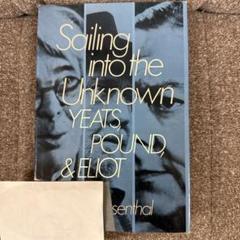 Sailing
into the
Unknown
YEATS,
POUND,
& ELIOT
senthal